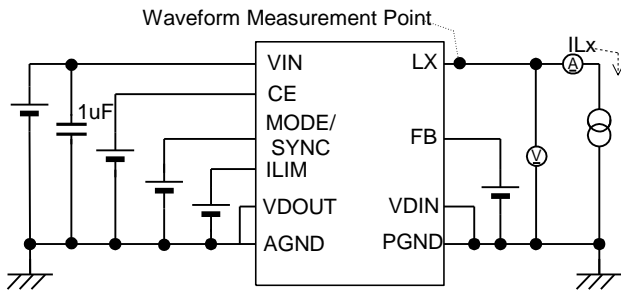 Waveform Measurement Point
ILx
VIN
LX
A
CE
1uF
MODE/
SYNC
FB
ILIM
V
VDOUT
VDIN
AGND
PGND